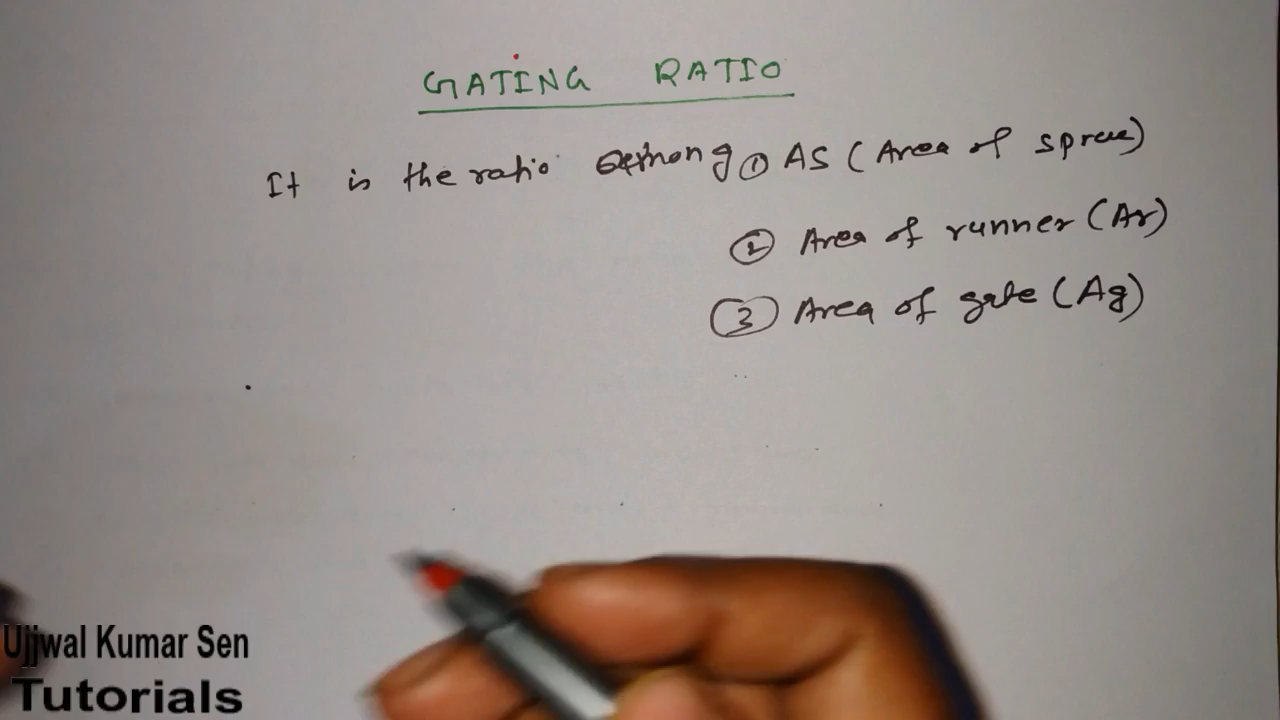 GATING RATIO
It is the ratio among ① AS (Area of sprue)
② Area of runner (Ar)
③ Area of gate (Ag)
Ujjwal Kumar Sen
Tutorials